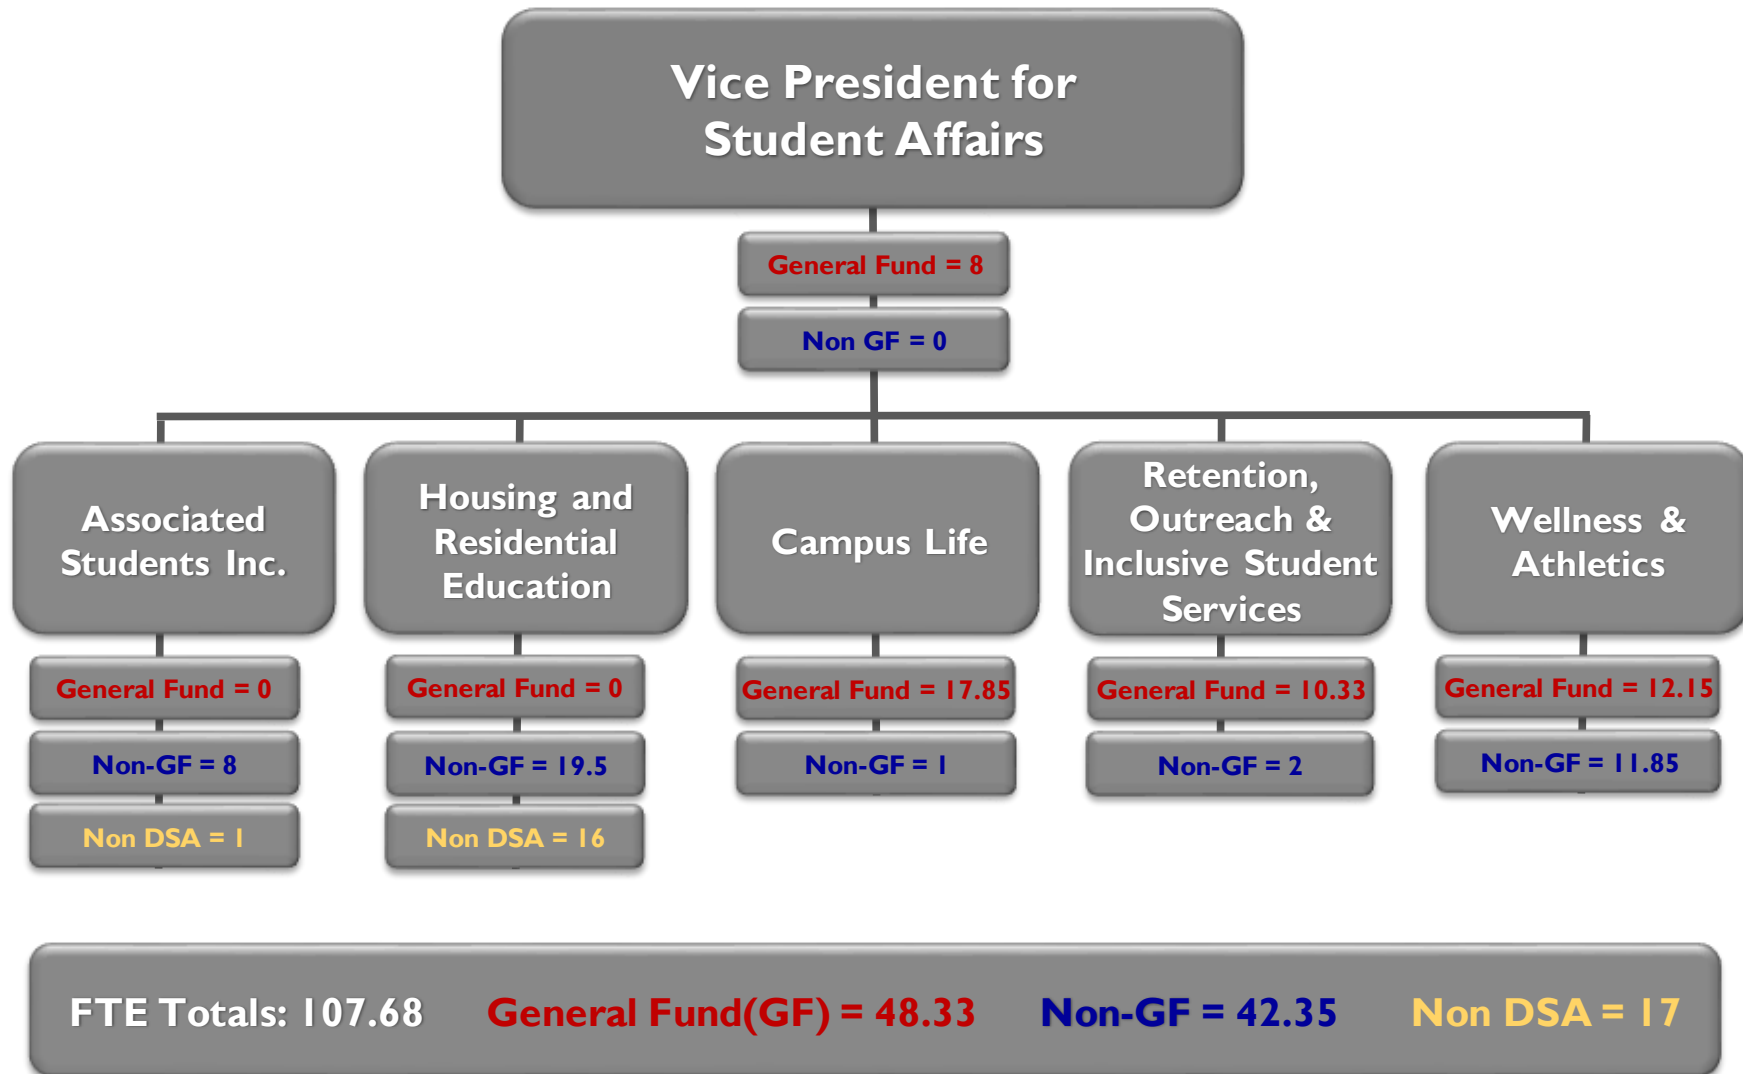 Vice President for
Student Affairs
General Fund = 8
Non GF = 0
Associated
Students Inc.
General Fund = 0
Non-GF = 8
Non DSA = 1
Housing and
Residential
Education
General Fund = 0
Non-GF = 19.5
Non DSA = 16
Campus Life
General Fund = 17.85
Non-GF = 1
Retention,
Outreach &
Inclusive Student
Services
General Fund = 10.33
Non-GF = 2
Wellness &
Athletics
General Fund = 12.15
Non-GF = 11.85
FTE Totals: 107.68 General Fund(GF) = 48.33 Non-GF = 42.35 Non DSA = 17